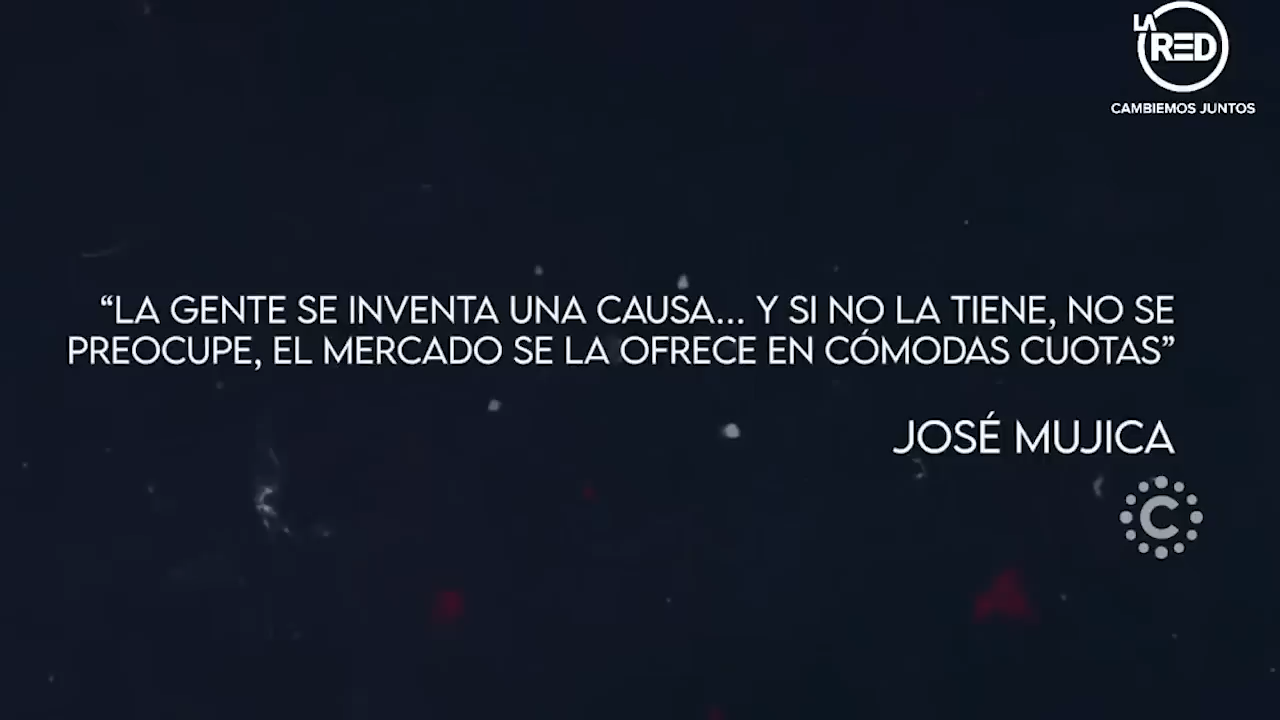 LA
RED
CAMBIEMOS JUNTOS
“LA GENTE SE INVENTA UNA CAUSA... Y SI NO LA TIENE, NO SE
PREOCUPE, EL MERCADO SE LA OFRECE EN CÓMODAS CUOTAS”
JOSÉ MUJICA
C